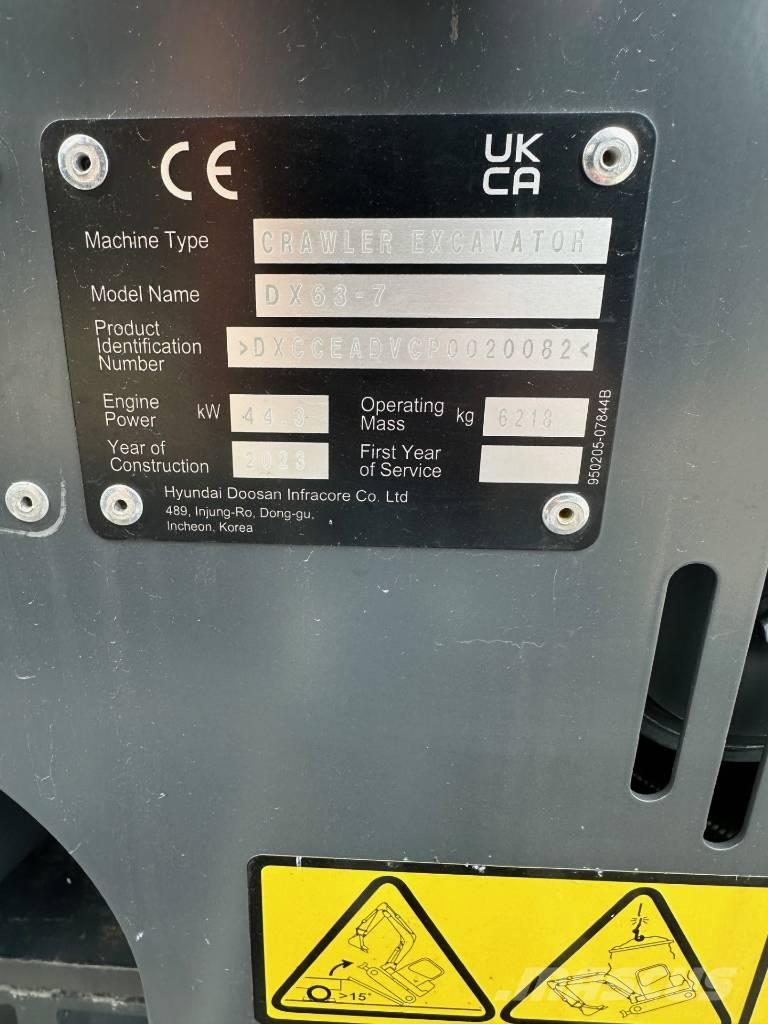 CE
UK
CA
Machine Type CRAWLER EXCAVATOR
Model Name DX63-7
Product
Identification
Number >DXCCEADVCP0020082<
Engine
Power kW 44.3
Operating
Mass kg 6218
Year of
Construction 2023
First Year
of Service
Hyundai Doosan Infracore Co. Ltd
489, Injung-Ro, Dong-gu,
Incheon, Korea
950205-07844B
>15°
MASCUS